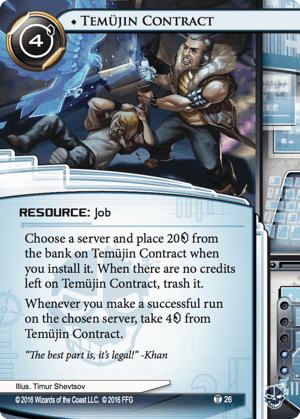 Temüjin Contract
4
RESOURCE: Job
Choose a server and place 20 from
the bank on Temüjin Contract when
you install it. When there are no credits
left on Temüjin Contract, trash it.
Whenever you make a successful run
on the chosen server, take 4 from
Temüjin Contract.
“The best part is, it’s legal!” -Khan
Illus. Timur Shevtsov
© 2016 Wizards of the Coast LLC. © 2016 FFG
26